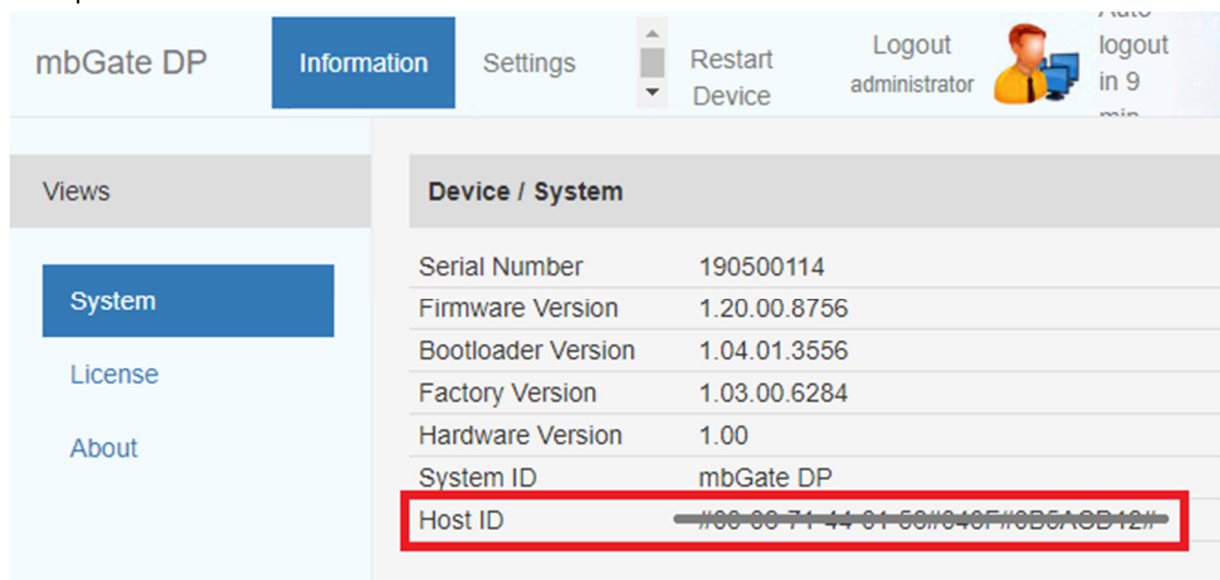 mbGate DP
Information
Settings
Restart
Device
Logout
administrator
logout
in 9
Views
System
License
About
Device / System
Serial Number 190500114
Firmware Version 1.20.00.8756
Bootloader Version 1.04.01.3556
Factory Version 1.03.00.6284
Hardware Version 1.00
System ID mbGate DP
Host ID